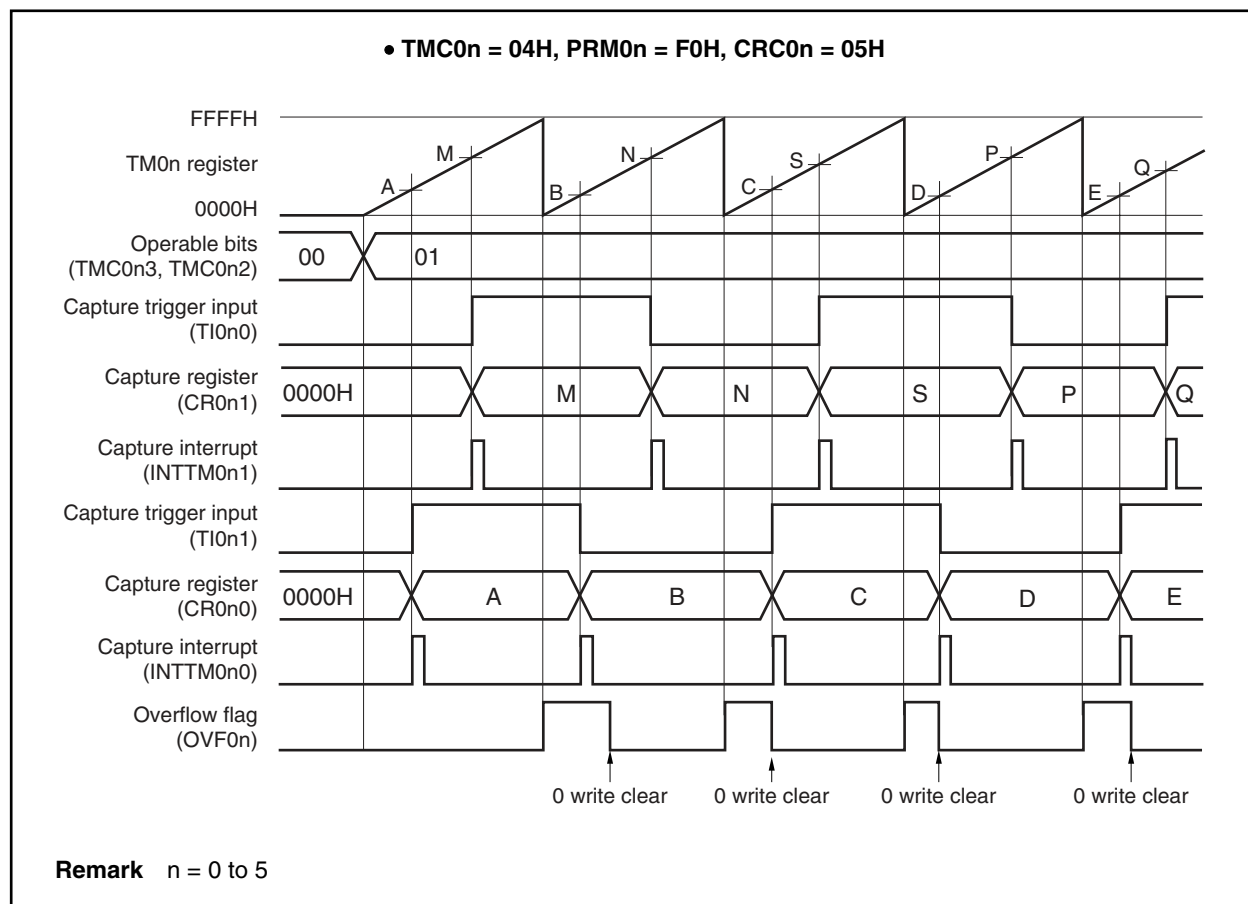 • TMC0n = 04H, PRM0n = F0H, CRC0n = 05H
FFFFH
TM0n register
0000H
M
A
N
B
S
C
P
D
Q
E
Operable bits
(TMC0n3, TMC0n2)
00
01
Capture trigger input
(TI0n0)
Capture register
(CR0n1)
0000H
M
N
S
P
Q
Capture interrupt
(INTTM0n1)
Capture trigger input
(TI0n1)
Capture register
(CR0n0)
0000H
A
B
C
D
E
Capture interrupt
(INTTM0n0)
Overflow flag
(OVF0n)
0 write clear
0 write clear
0 write clear
0 write clear
Remark n = 0 to 5